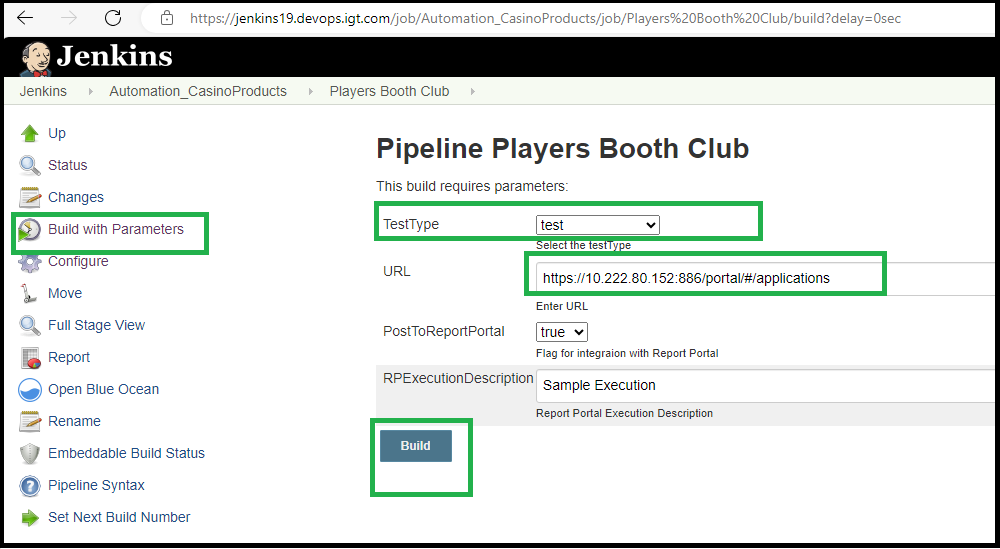 https://jenkins19.devops.igt.com/job/Automation_CasinoProducts/job/Players%20Booth%20Club/build?delay=0sec
Jenkins
Jenkins Automation_CasinoProducts Players Booth Club
Up
Status
Changes
Build with Parameters
Configure
Move
Full Stage View
Report
Open Blue Ocean
Rename
Embeddable Build Status
Pipeline Syntax
Set Next Build Number
Pipeline Players Booth Club
This build requires parameters:
TestType test
Select the testType
URL https://10.222.80.152:886/portal/#/applications
Enter URL
PostToReportPortal true
Flag for integraion with Report Portal
RPExecutionDescription Sample Execution
Report Portal Execution Description
Build